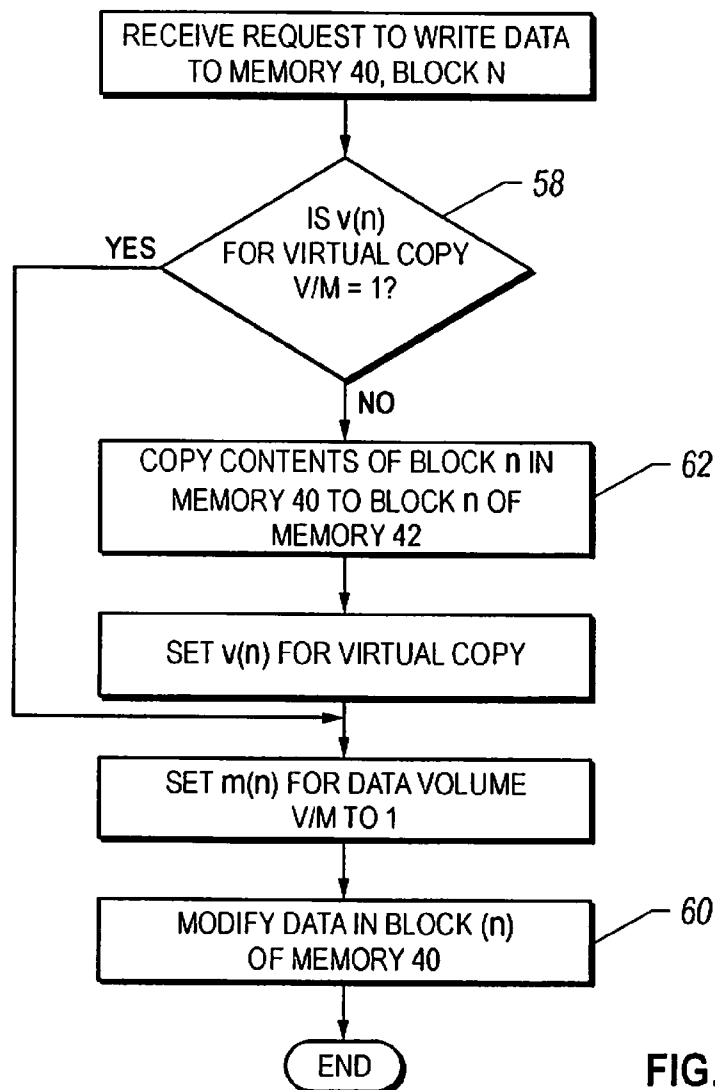 RECEIVE REQUEST TO WRITE DATA
TO MEMORY 40, BLOCK N
58
IS v(n)
FOR VIRTUAL COPY
V/M = 1?
YES
NO
COPY CONTENTS OF BLOCK n IN
MEMORY 40 TO BLOCK n OF
MEMORY 42
62
SET v(n) FOR VIRTUAL COPY
SET m(n) FOR DATA VOLUME
V/M TO 1
MODIFY DATA IN BLOCK (n)
OF MEMORY 40
60
END
FIG.